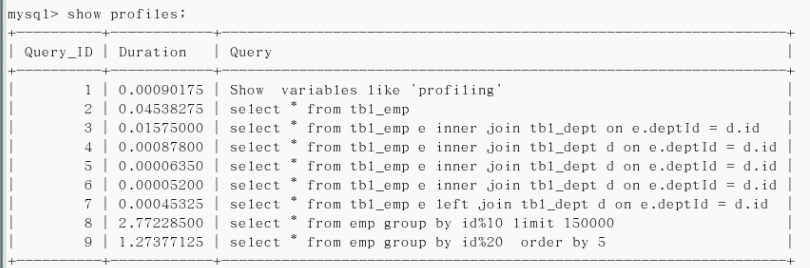 mysql> show profiles;
+----------+------------+---------------------------------------------------------------+
| Query_ID | Duration | Query |
+----------+------------+---------------------------------------------------------------+
| 1 | 0.00090175 | Show variables like 'profiling' |
| 2 | 0.04538275 | select * from tbl_emp |
| 3 | 0.01575000 | select * from tbl_emp e inner join tbl_dept on e.deptId = d.id |
| 4 | 0.00087800 | select * from tbl_emp e inner join tbl_dept d on e.deptId = d.id |
| 5 | 0.00006350 | select * from tbl_emp e inner join tbl_dept d on e.deptId = d.id |
| 6 | 0.00005200 | select * from tbl_emp e inner join tbl_dept d on e.deptId = d.id |
| 7 | 0.00045325 | select * from tbl_emp e left join tbl_dept d on e.deptId = d.id |
| 8 | 2.77228500 | select * from emp group by id%10 limit 150000 |
| 9 | 1.27377125 | select * from emp group by id%20 order by 5 |
+----------+------------+---------------------------------------------------------------+